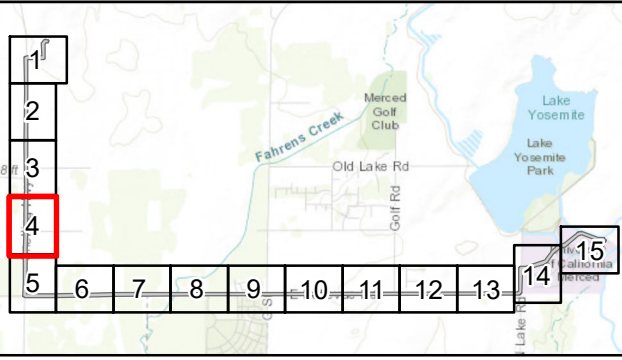 1
2
Merced
Golf
Club
Lake
Yosemite
Fahrens Creek
Lake
Yosemite
Park
3
Old Lake Rd
Golf Rd
4
5
6
7
8
9
10
11
12
13
14
15
California
Merced
Lake Rd